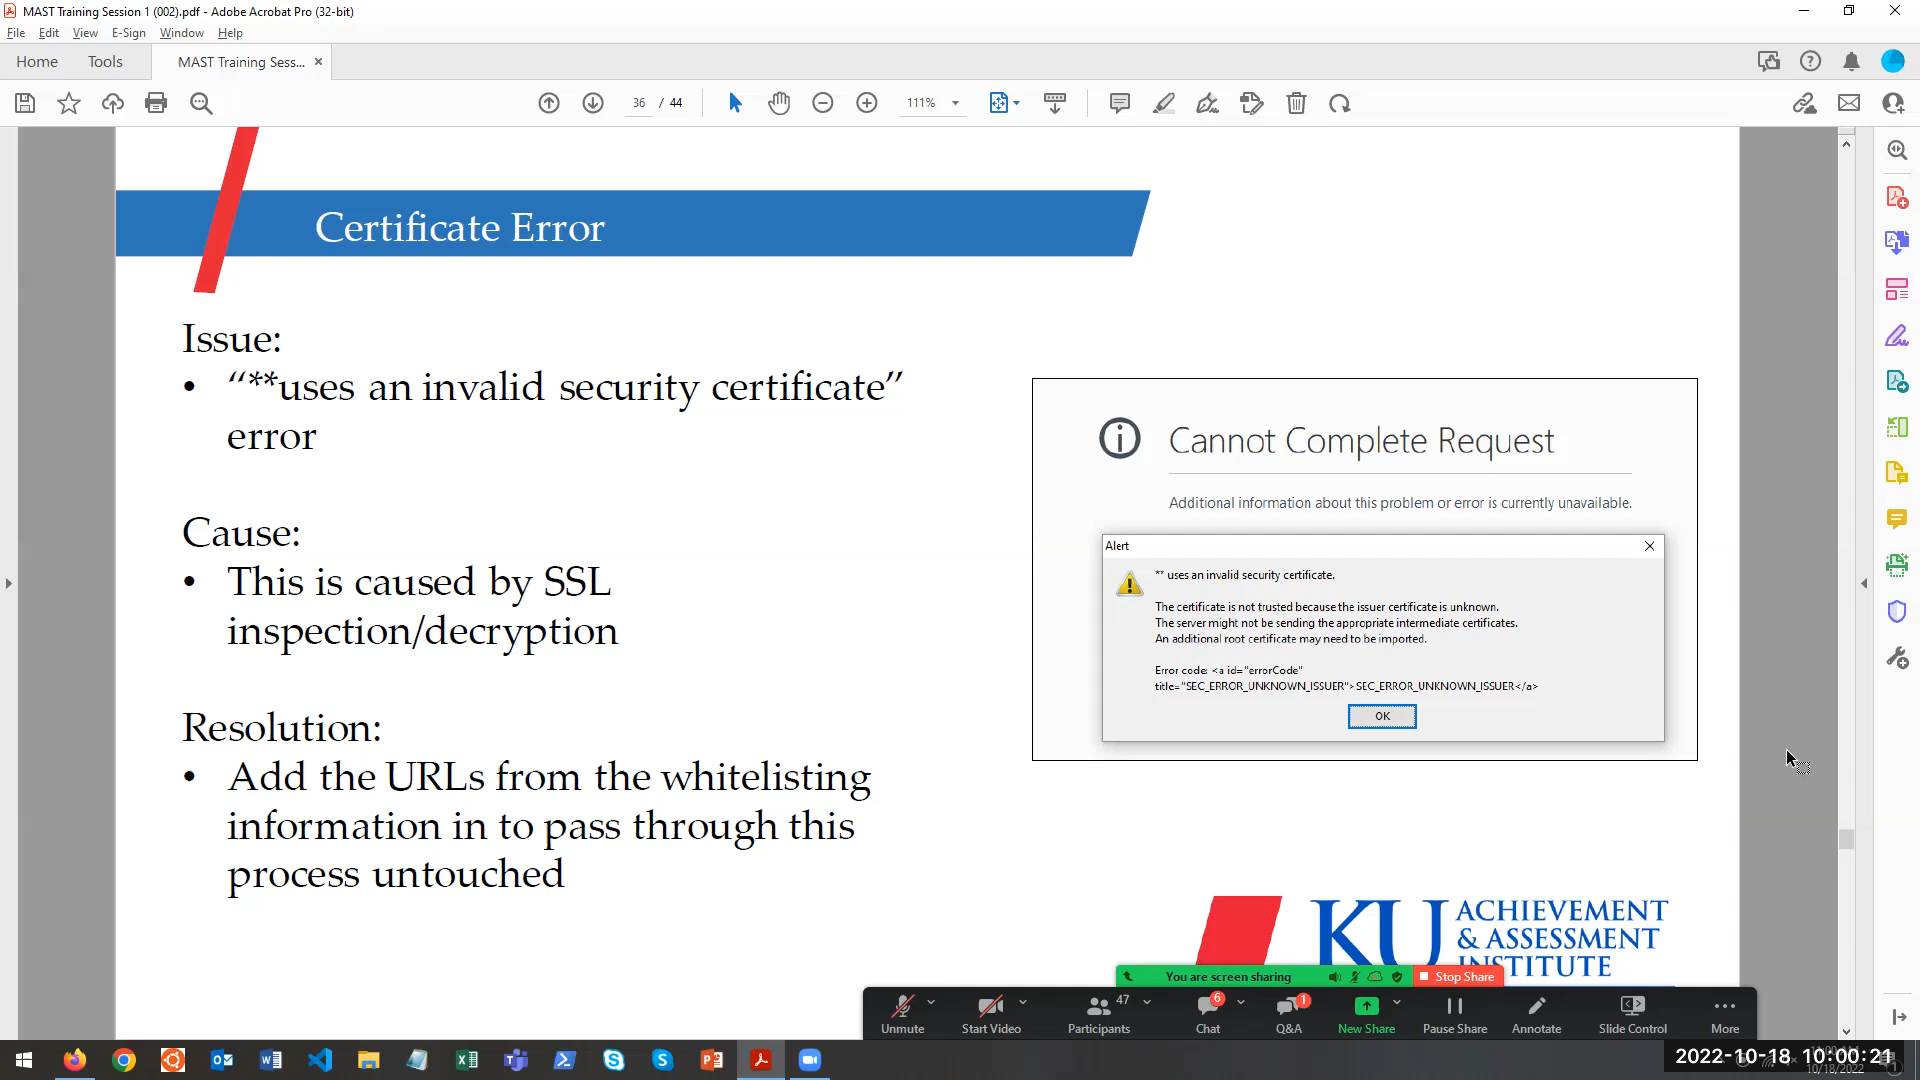 MAST Training Session 1 (002).pdf - Adobe Acrobat Pro (32-bit)
File Edit View E-Sign Window Help
Home Tools MAST Training Sess... ×
36 / 44 111%
Certificate Error
Issue:
• “**uses an invalid security certificate”
error
Cause:
• This is caused by SSL
inspection/decryption
Resolution:
• Add the URLs from the whitelisting
information in to pass through this
process untouched
Cannot Complete Request
Additional information about this problem or error is currently unavailable.
Alert
** uses an invalid security certificate.
The certificate is not trusted because the issuer certificate is unknown.
The server might not be sending the appropriate intermediate certificates.
An additional root certificate may need to be imported.
Error code: <a id="errorCode"
title="SEC_ERROR_UNKNOWN_ISSUER">SEC_ERROR_UNKNOWN_ISSUER</a>
OK
KU ACHIEVEMENT
& ASSESSMENT
INSTITUTE
You are screen sharing Stop Share
47 6 1
Unmute Start Video Participants Chat Q&A New Share Pause Share Annotate Slide Control More
2022-10-18 10:00:21
10/18/2022